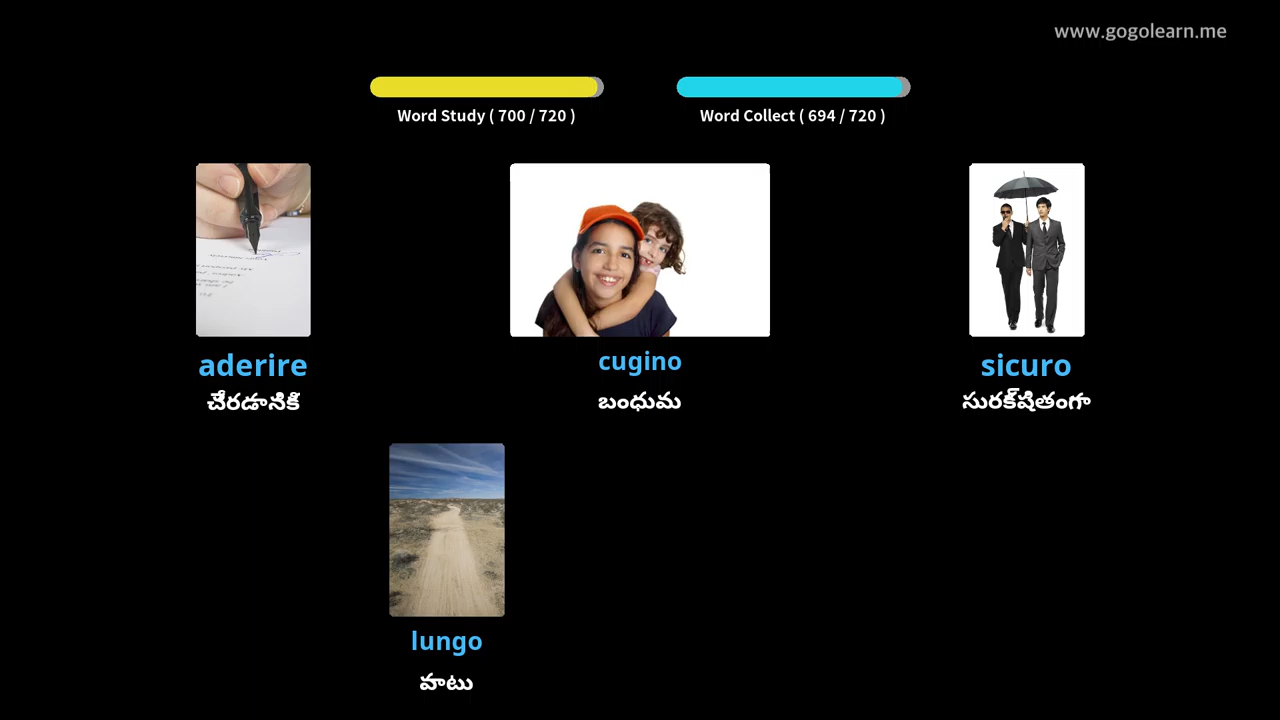 www.gogolearn.me
Word Study ( 700 / 720 )
Word Collect ( 694 / 720 )
aderire
చేరడానికి
cugino
బంధుమ
sicuro
సురక్షితంగా
lungo
వాటు